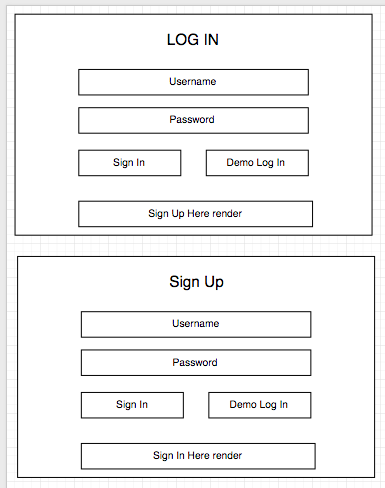 LOG IN
Username
Password
Sign In
Demo Log In
Sign Up Here render
Sign Up
Username
Password
Sign In
Demo Log In
Sign In Here render